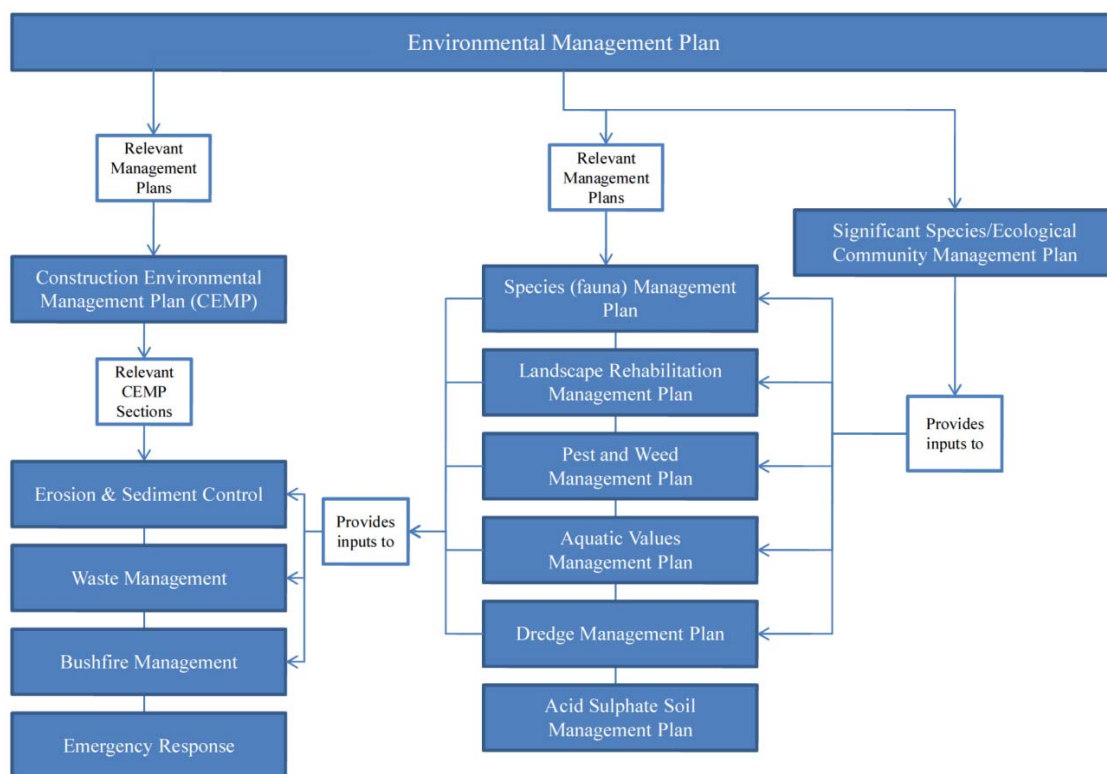 Environmental Management Plan
Relevant
Management
Plans
Relevant
Management
Plans
Significant Species/Ecological
Community Management Plan
Construction Environmental
Management Plan (CEMP)
Species (fauna) Management
Plan
Relevant
CEMP
Sections
Landscape Rehabilitation
Management Plan
Provides
inputs to
Pest and Weed
Management Plan
Erosion & Sediment Control
Provides
inputs to
Aquatic Values
Management Plan
Waste Management
Dredge Management Plan
Bushfire Management
Acid Sulphate Soil
Management Plan
Emergency Response